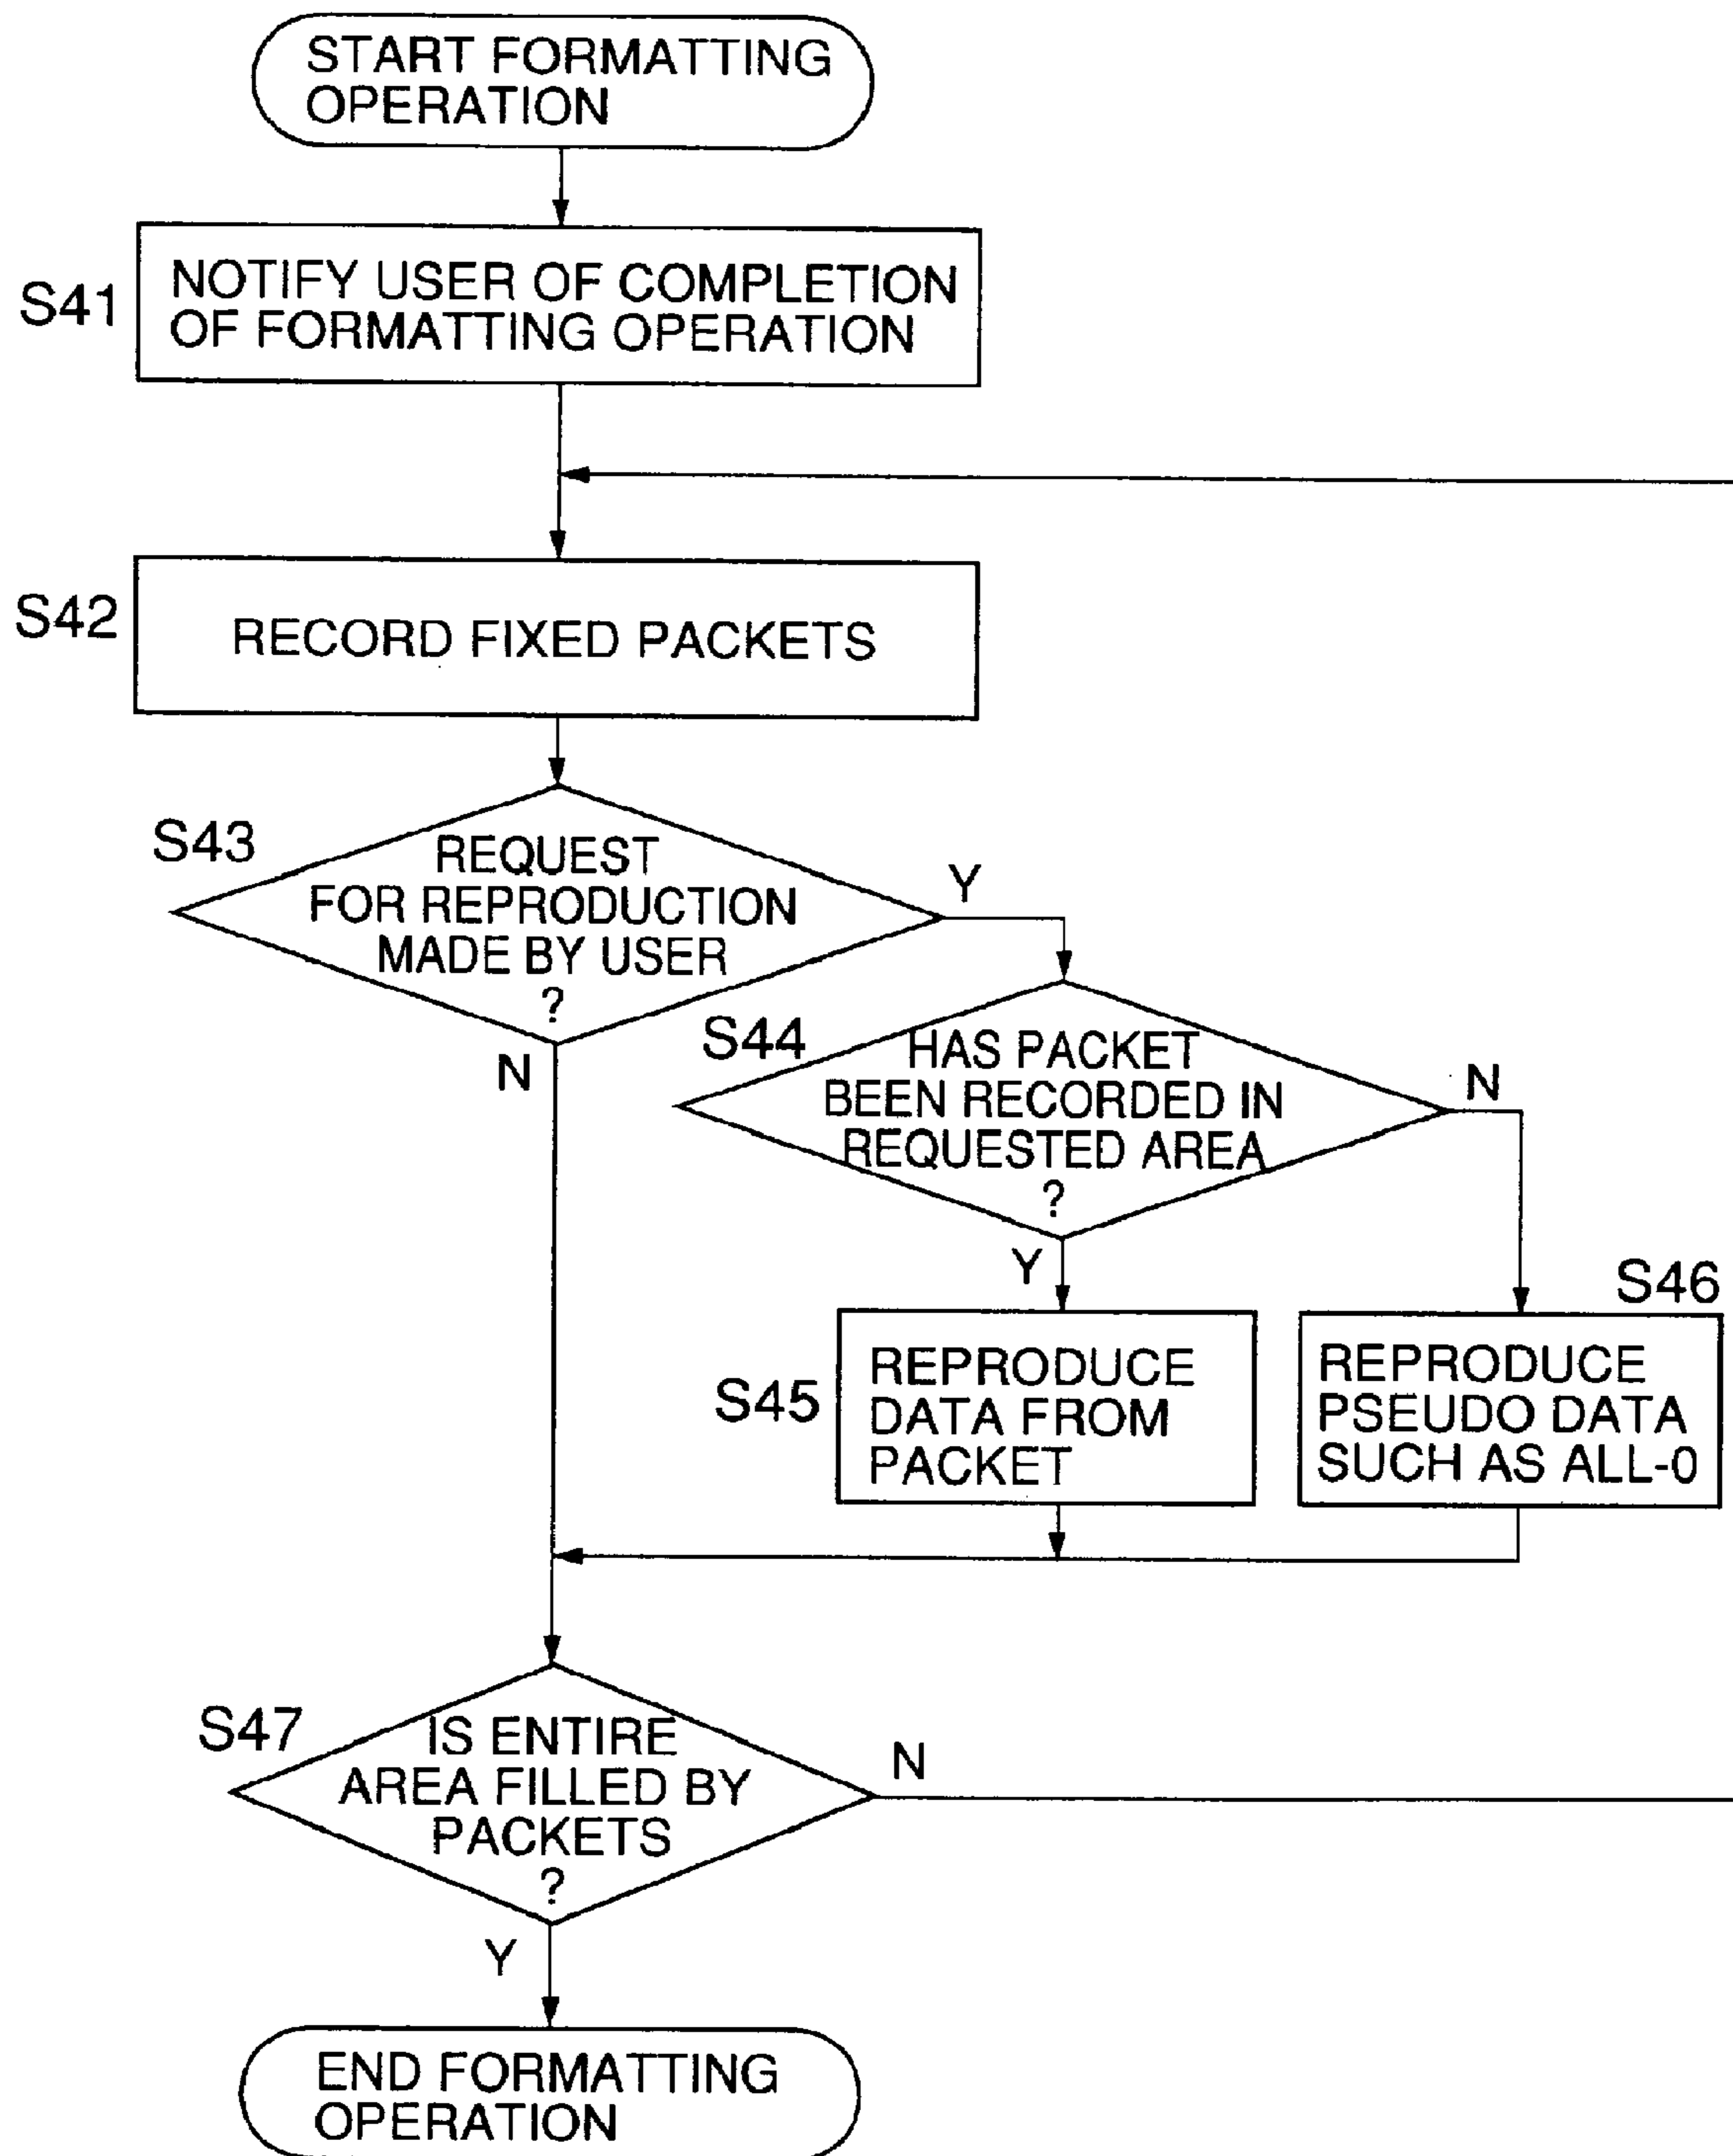 START FORMATTING
OPERATION
S41
NOTIFY USER OF COMPLETION
OF FORMATTING OPERATION
S42
RECORD FIXED PACKETS
S43
REQUEST
FOR REPRODUCTION
MADE BY USER
?
Y
N
S44
HAS PACKET
BEEN RECORDED IN
REQUESTED AREA
?
N
Y
S45
REPRODUCE
DATA FROM
PACKET
S46
REPRODUCE
PSEUDO DATA
SUCH AS ALL-0
S47
IS ENTIRE
AREA FILLED BY
PACKETS
?
N
Y
END FORMATTING
OPERATION